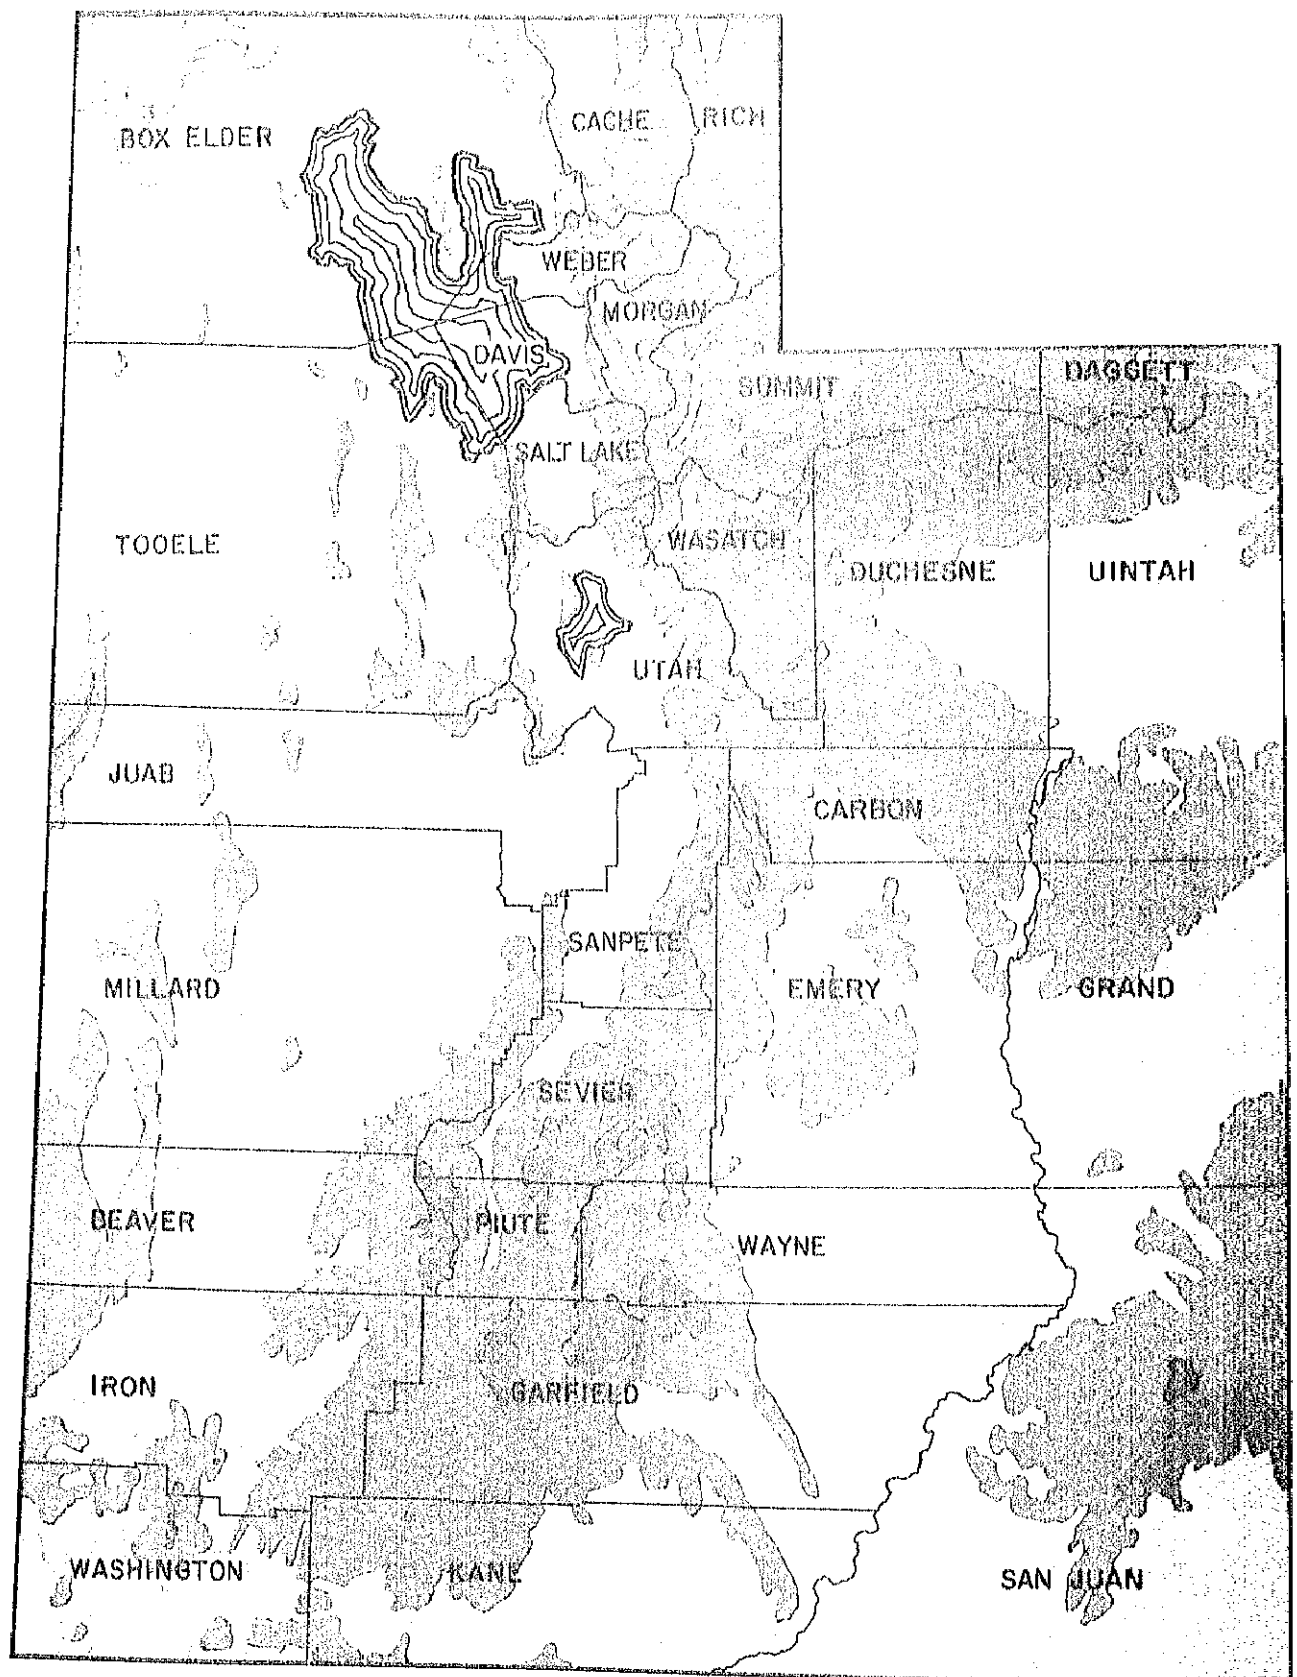 CACHE
RICH
BOX ELDER
WEBER
MORGAN
DAVIS
DAGGETT
SUMMIT
SALT LAKE
TOOELE
WASATCH
DUCHESNE
UINTAH
UTAH
JUAB
CARBON
SANPETE
MILLARD
EMERY
GRAND
SEVIER
BEAVER
PIUTE
WAYNE
IRON
GARFIELD
WASHINGTON
KANE
SAN JUAN